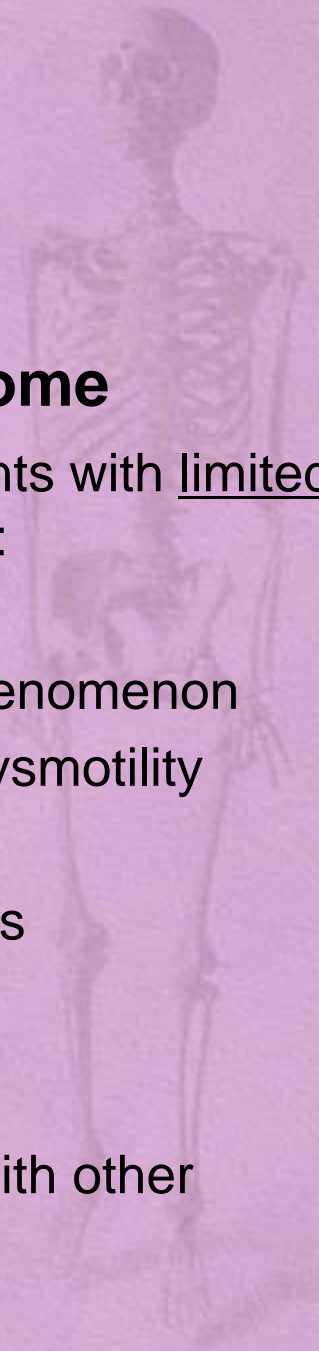 ome
nts with limited
:
enomenon
ysmotility
s
ith other